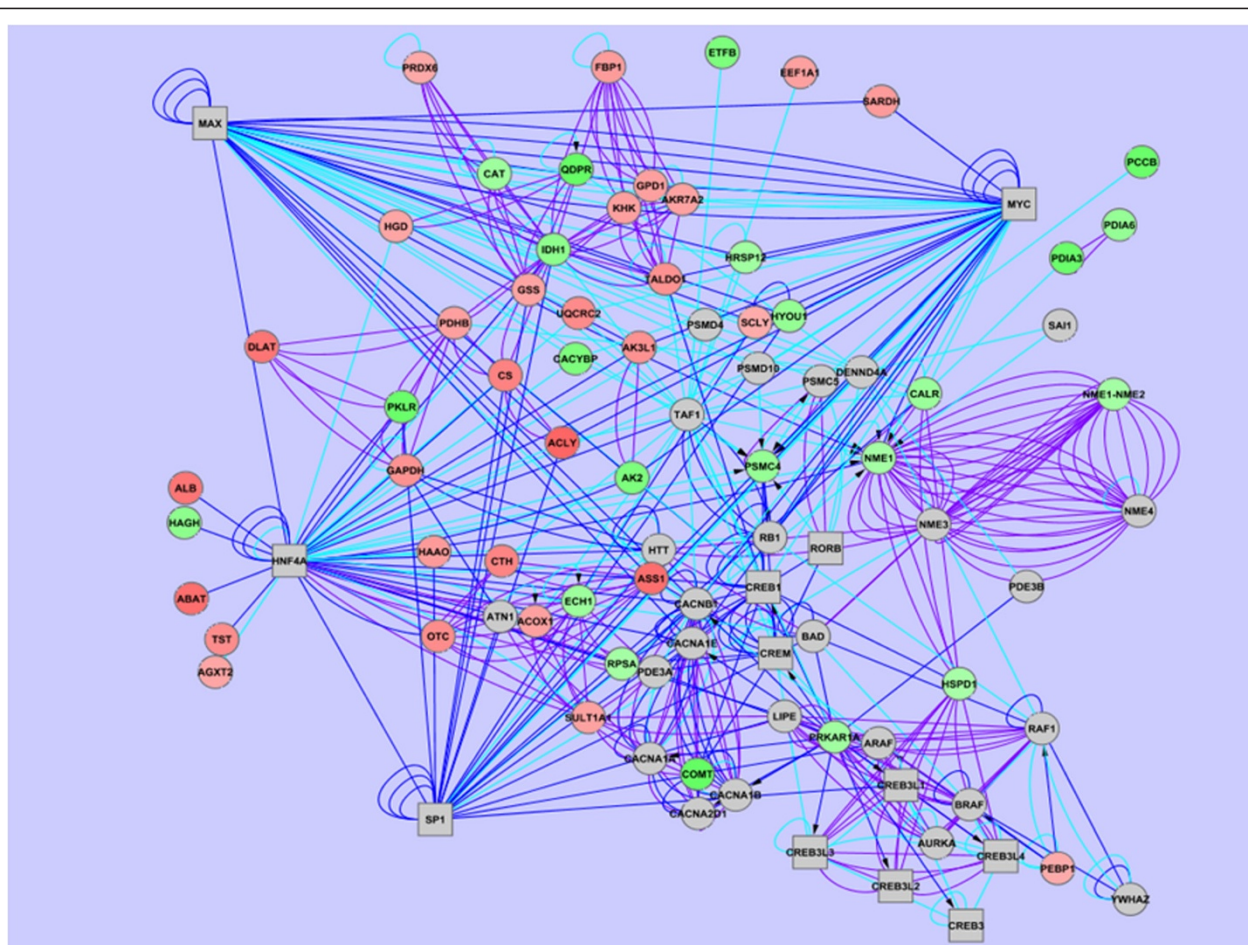 ETFB
PRDX6
FBP1
EEF1A1
SARDH
MAX
PCCB
QDPR
CAT
GPD1
AKR7A2
MYC
KHK
PDIA6
HGD
IDH1
HRSP12
PDIA3
TALDO1
GSS
UQCRC2
HYOU1
PDHB
PSMD4
SCLY
SAI1
DLAT
AK3L1
CACYBP
PSMD10
DENND4A
CS
PSMC5
CALR
NME1-NME2
PKLR
TAF1
ACLY
NME1
PSMC4
GAPDH
AK2
ALB
NME4
HAGH
NME3
RB1
HTT
RORB
HAAO
HNF4A
CTH
ASS1
CREB1
PDE3B
ABAT
ECH1
CACNB1
ATN1
ACOX1
TST
OTC
BAD
CACNA1E
CREM
RPSA
AGXT2
PDE3A
HSPD1
SULT1A1
LIPE
RAF1
PRKAR1A
ARAF
CACNA1A
COMT
CREB3L1
CACNA1B
BRAF
CACNA2D1
SP1
AURKA
CREB3L3
CREB3L4
PEBP1
CREB3L2
YWHAZ
CREB3